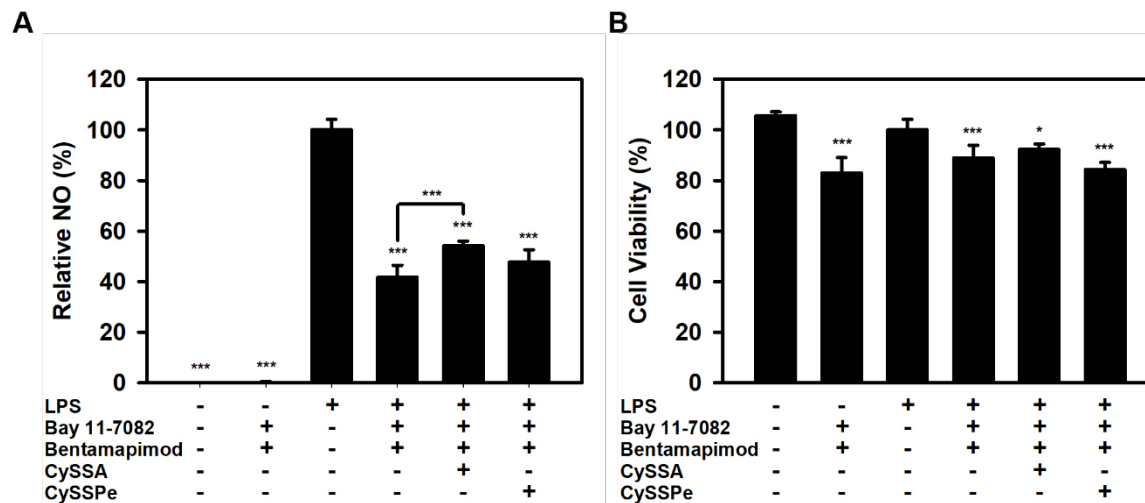 A
Relative NO (%)
120
100
80
60
40
20
0
***
***
***
***
***
***
LPS - - + + + +
Bay 11-7082 - + - + + +
Bentamapimod - + - + + +
CySSA - - - - + -
CySSPe - - - - - +
B
Cell Viability (%)
120
100
80
60
40
20
0
***
***
*
***
LPS - - + + + +
Bay 11-7082 - + - + + +
Bentamapimod - + - + + +
CySSA - - - - + -
CySSPe - - - - - +